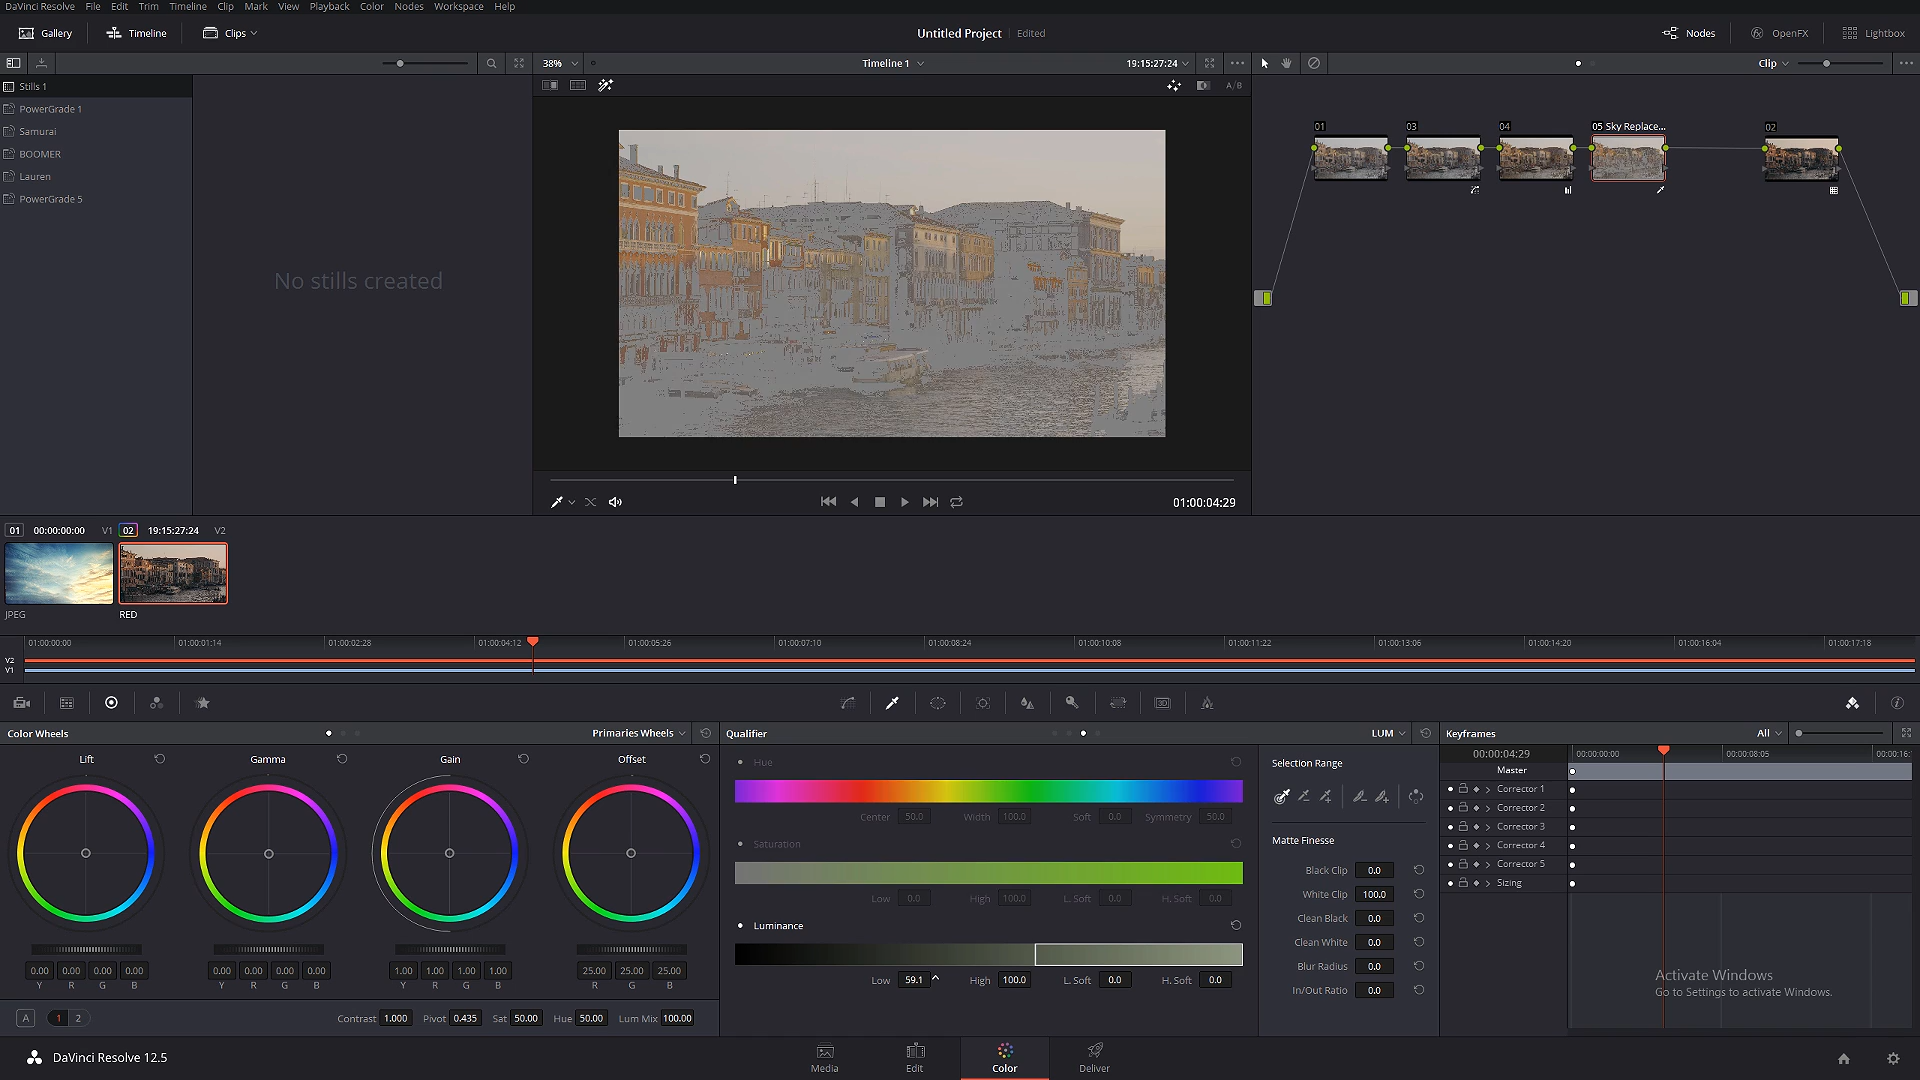 DaVinci Resolve File Edit Trim Timeline Clip Mark View Playback Color Nodes Workspace Help
Gallery Timeline Clips Untitled Project Edited Nodes OpenFX Lightbox
38% Timeline 1 19:15:27:24 Clip
A/B
Stills 1
PowerGrade 1
Samurai
BOOMER
Lauren
PowerGrade 5
No stills created
01 03 04 05 Sky Replace... 02
01:00:04:29
01 00:00:00:00 V1 02 19:15:27:24 V2
JPEG RED
01:00:00:00 01:00:01:14 01:00:02:28 01:00:04:12 01:00:05:26 01:00:07:10 01:00:08:24 01:00:10:08 01:00:11:22 01:00:13:06 01:00:14:20 01:00:16:04 01:00:17:18
V2
V1
3D
Color Wheels Primaries Wheels
Lift Gamma Gain Offset
0.00 0.00 0.00 0.00 0.00 0.00 0.00 0.00 1.00 1.00 1.00 1.00 25.00 25.00 25.00
Y R G B Y R G B Y R G B R G B
A 1 2 Contrast 1.000 Pivot 0.435 Sat 50.00 Hue 50.00 Lum Mix 100.00
Qualifier LUM
Hue
Center 50.0 Width 100.0 Soft 0.0 Symmetry 50.0
Saturation
Low 0.0 High 100.0 L. Soft 0.0 H. Soft 0.0
Luminance
Low 59.1 High 100.0 L. Soft 0.0 H. Soft 0.0
Selection Range
Matte Finesse
Black Clip 0.0
White Clip 100.0
Clean Black 0.0
Clean White 0.0
Blur Radius 0.0
In/Out Ratio 0.0
Keyframes All
00:00:04:29 00:00:00:00 00:00:08:05 00:00:16:
Master
Corrector 1
Corrector 2
Corrector 3
Corrector 4
Corrector 5
Sizing
Activate Windows
Go to Settings to activate Windows.
DaVinci Resolve 12.5
Media Edit Color Deliver